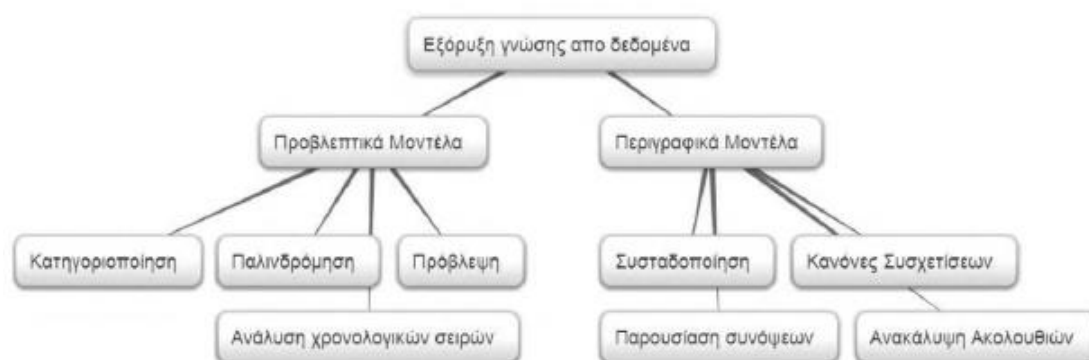 Εξόρυξη γνώσης απο δεδομένα
Προβλεπτικά Μοντέλα
Περιγραφικά Μοντέλα
Κατηγοριοποίηση
Παλινδρόμηση
Πρόβλεψη
Συσταδοποίηση
Κανόνες Συσχετίσεων
Ανάλυση χρονολογικών σειρών
Παρουσίαση συνόψεων
Ανακάλυψη Ακολουθιών